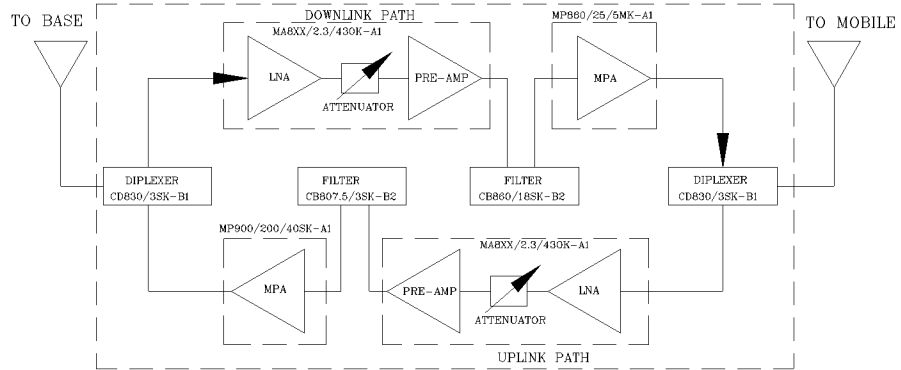 TO BASE
DOWNLINK PATH
MA8XX/2.3/430K-A1
MP860/25/5MK-A1
TO MOBILE
LNA
ATTENUATOR
PRE-AMP
MPA
DIPLEXER
CD830/3SK-B1
FILTER
CB807.5/3SK-B2
FILTER
CB860/18SK-B2
DIPLEXER
CD830/3SK-B1
MP900/200/40SK-A1
MA8XX/2.3/430K-A1
MPA
PRE-AMP
ATTENUATOR
LNA
UPLINK PATH